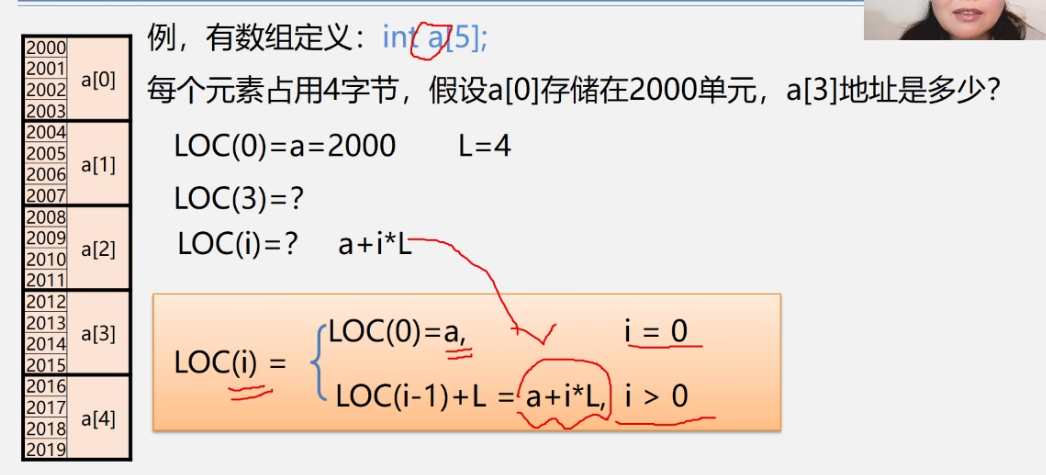 例，有数组定义：int a[5];
每个元素占用4字节，假设a[0]存储在2000单元，a[3]地址是多少？
2000
2001
2002
2003
a[0]
2004
2005
2006
2007
a[1]
2008
2009
2010
2011
a[2]
2012
2013
2014
2015
a[3]
2016
2017
2018
2019
a[4]
LOC(0)=a=2000 L=4
LOC(3)=?
LOC(i)=? a+i*L
LOC(i) =
LOC(0)=a, i = 0
LOC(i-1)+L = a+i*L, i > 0